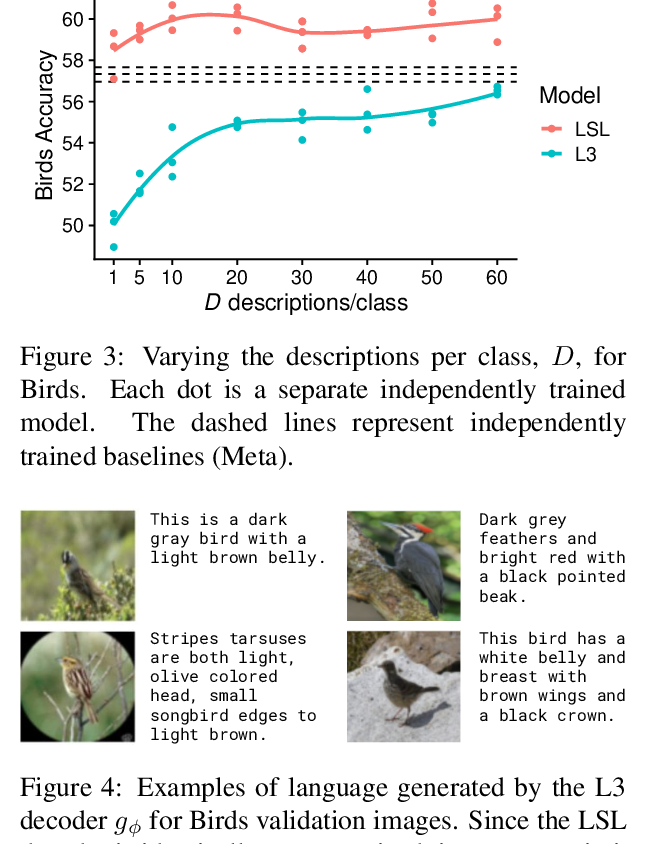 60
58
56
54
52
50
Birds Accuracy
1 5 10 20 30 40 50 60
D descriptions/class
Model
LSL
L3
Figure 3: Varying the descriptions per class, D, for
Birds. Each dot is a separate independently trained
model. The dashed lines represent independently
trained baselines (Meta).
This is a dark
gray bird with a
light brown belly.
Dark grey
feathers and
bright red with
a black pointed
beak.
Stripes tarsuses
are both light,
olive colored
head, small
songbird edges to
light brown.
This bird has a
white belly and
breast with
brown wings and
a black crown.
Figure 4: Examples of language generated by the L3
decoder gϕ for Birds validation images. Since the LSL